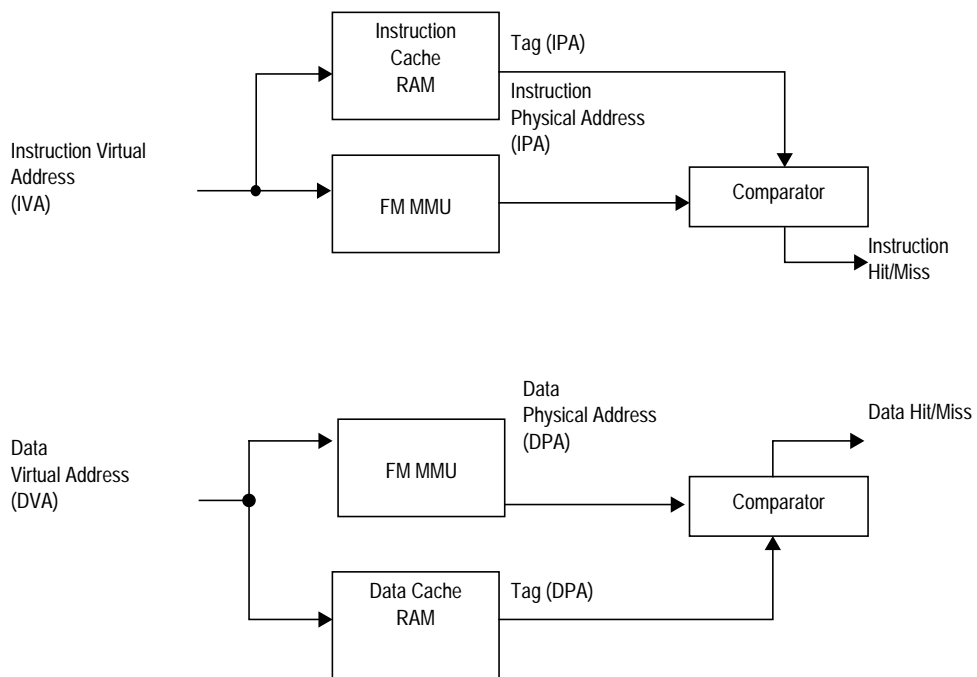 Instruction
Cache
RAM
Tag (IPA)
Instruction
Physical Address
(IPA)
Instruction Virtual
Address
(IVA)
FM MMU
Comparator
Instruction
Hit/Miss
Data
Physical Address
(DPA)
Data Hit/Miss
Data
Virtual Address
(DVA)
FM MMU
Comparator
Data Cache
RAM
Tag (DPA)